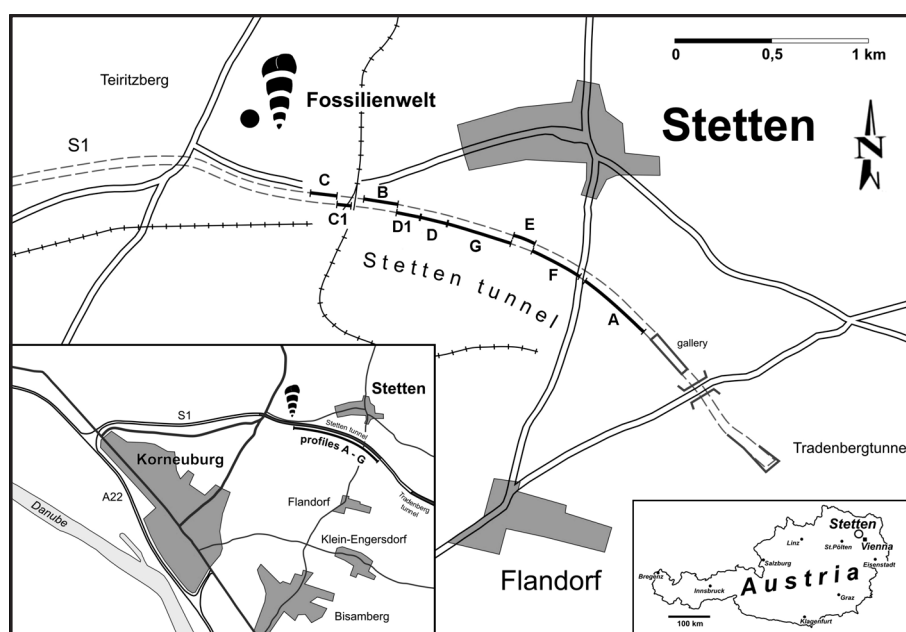 Teiritzberg
S1
Fossilienwelt
Stetten
0 0,5 1 km
N
C
C1
B
D1
D
G
E
F
A
Stetten tunnel
gallery
Tradenbergtunnel
Flandorf
S1
Stetten
Stetten tunnel
profiles A - G
Korneuburg
A22
Danube
Flandorf
Tradenberg
tunnel
Klein-Engersdorf
Bisamberg
Stetten
Linz
St.Pölten
Vienna
Eisenstadt
Salzburg
Bregenz
Innsbruck
Austria
Graz
Klagenfurt
100 km